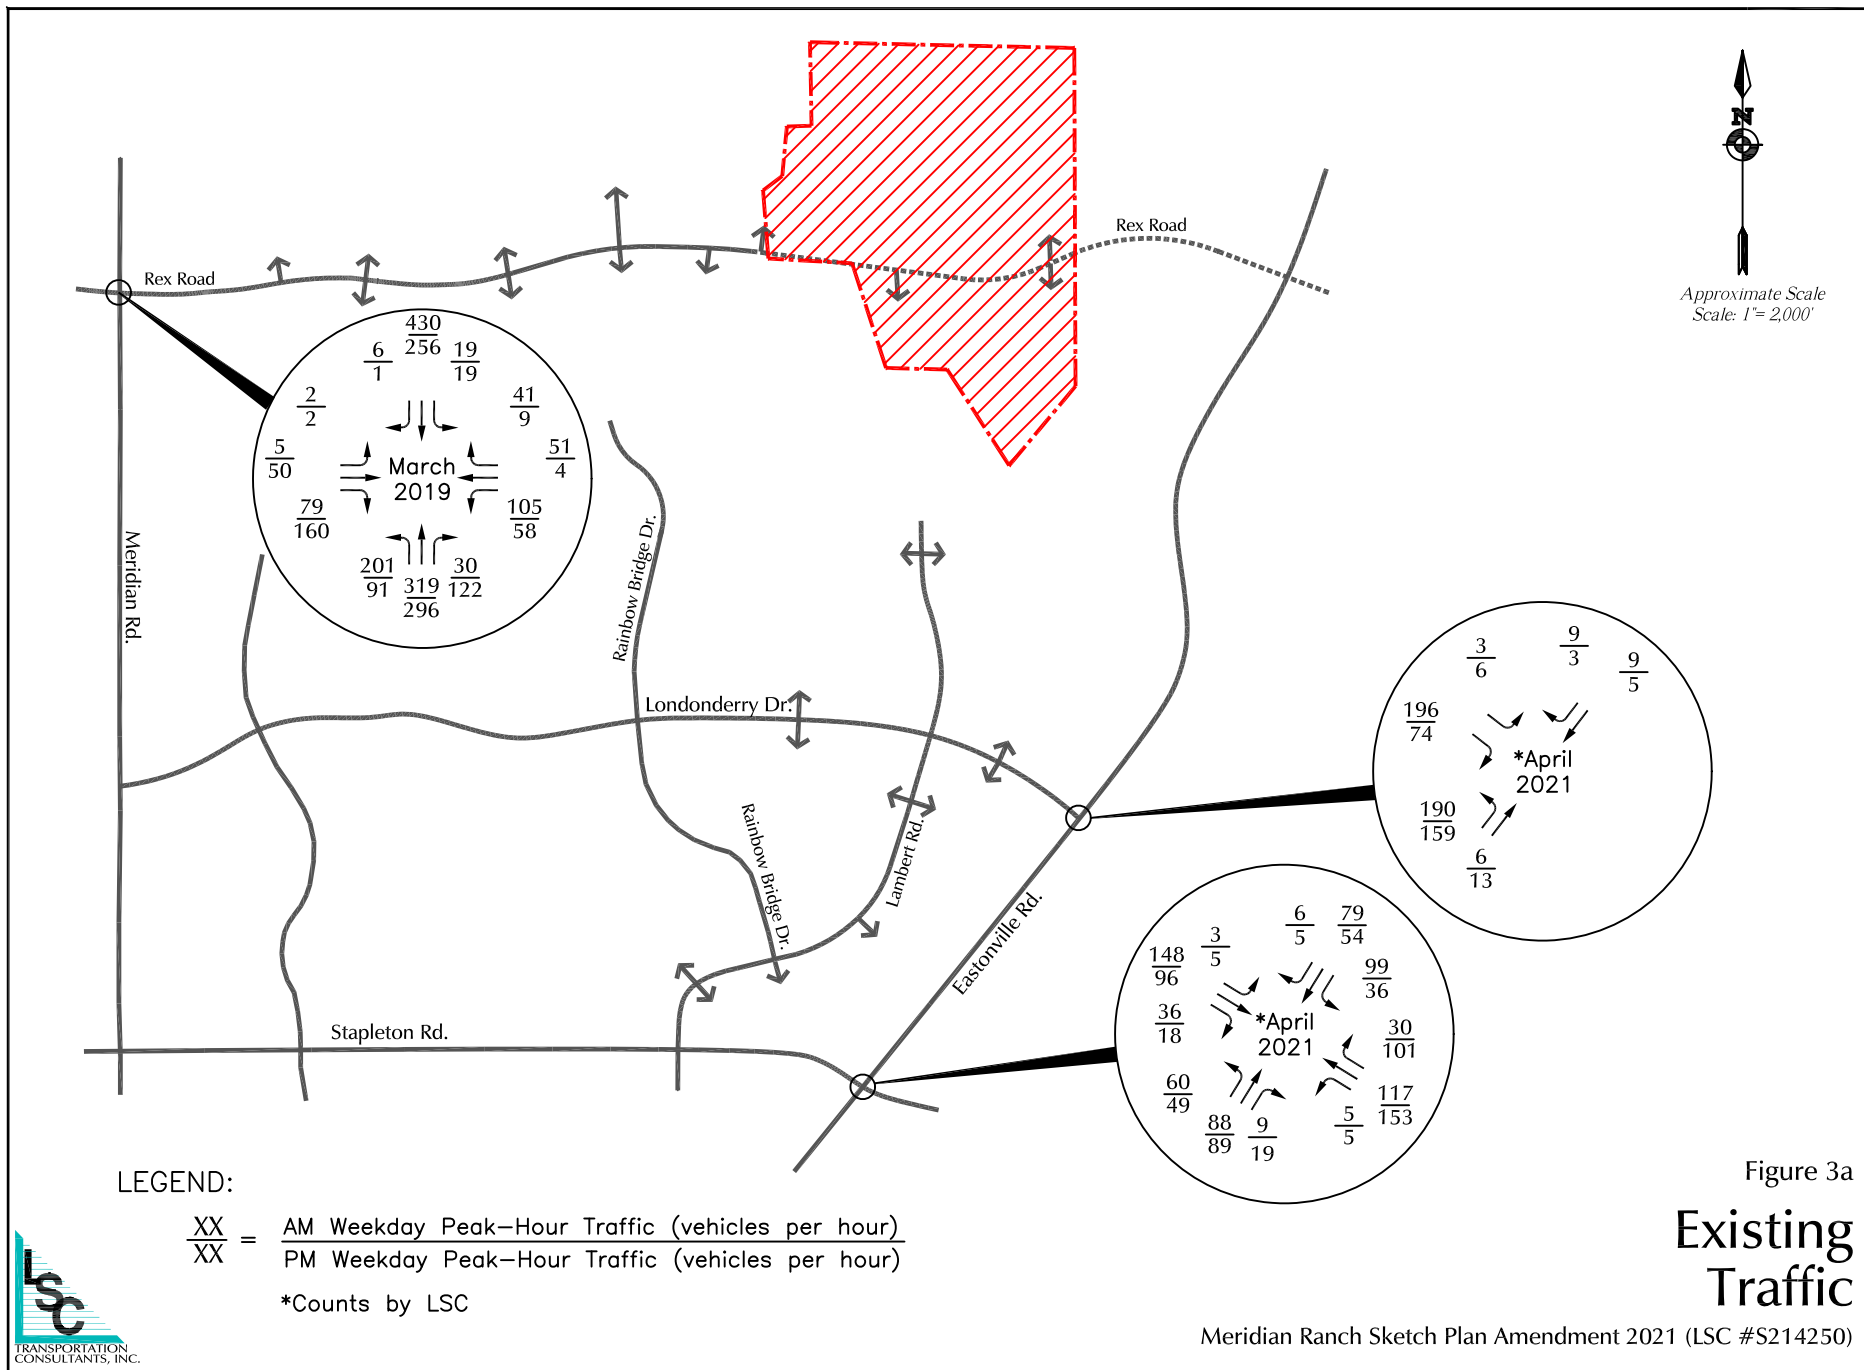 N
Approximate Scale
Scale: 1"= 2,000'
Rex Road
Rex Road
430
256
6
1
19
19
2
2
41
9
5
50
51
4
March
2019
79
160
105
58
201
91
319
296
30
122
Meridian Rd.
Rainbow Bridge Dr.
Londonderry Dr.
3
6
9
3
9
5
196
74
*April
2021
190
159
6
13
Rainbow Bridge Dr.
Lambert Rd.
Eastonville Rd.
Stapleton Rd.
6
5
79
54
3
5
148
96
99
36
36
18
*April
2021
30
101
60
49
117
153
88
89
9
19
5
5
LEGEND:
XX
XX
=
AM Weekday Peak-Hour Traffic (vehicles per hour)
PM Weekday Peak-Hour Traffic (vehicles per hour)
*Counts by LSC
LSC
TRANSPORTATION
CONSULTANTS, INC.
Figure 3a
Existing
Traffic
Meridian Ranch Sketch Plan Amendment 2021 (LSC #S214250)